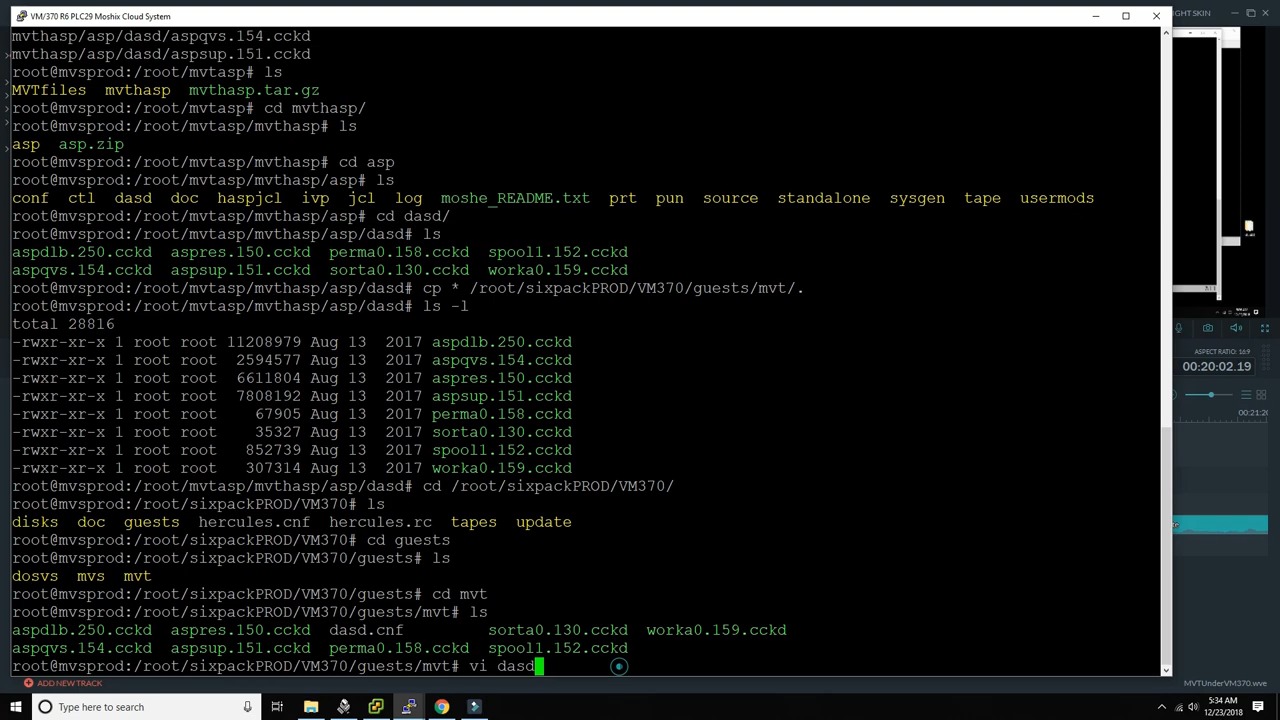 VM/370 R6 PLC29 Moshix Cloud System
GHT SKIN
mvthasp/asp/dasd/aspqvs.154.cckd
mvthasp/asp/dasd/aspsup.151.cckd
root@mvsprod:/root/mvtasp# ls
MVTfiles mvthasp mvthasp.tar.gz
root@mvsprod:/root/mvtasp# cd mvthasp/
root@mvsprod:/root/mvtasp/mvthasp# ls
asp asp.zip
root@mvsprod:/root/mvtasp/mvthasp# cd asp
root@mvsprod:/root/mvtasp/mvthasp/asp# ls
conf ctl dasd doc haspjcl ivp jcl log moshe_README.txt prt pun source standalone sysgen tape usermods
root@mvsprod:/root/mvtasp/mvthasp/asp# cd dasd/
root@mvsprod:/root/mvtasp/mvthasp/asp/dasd# ls
aspdlb.250.cckd aspres.150.cckd perma0.158.cckd spool1.152.cckd
aspqvs.154.cckd aspsup.151.cckd sorta0.130.cckd worka0.159.cckd
root@mvsprod:/root/mvtasp/mvthasp/asp/dasd# cp * /root/sixpackPROD/VM370/guests/mvt/.
root@mvsprod:/root/mvtasp/mvthasp/asp/dasd# ls -l
total 28816
-rwxr-xr-x 1 root root 11208979 Aug 13 2017 aspdlb.250.cckd
-rwxr-xr-x 1 root root 2594577 Aug 13 2017 aspqvs.154.cckd
-rwxr-xr-x 1 root root 6611804 Aug 13 2017 aspres.150.cckd
-rwxr-xr-x 1 root root 7808192 Aug 13 2017 aspsup.151.cckd
-rwxr-xr-x 1 root root 67905 Aug 13 2017 perma0.158.cckd
-rwxr-xr-x 1 root root 35327 Aug 13 2017 sorta0.130.cckd
-rwxr-xr-x 1 root root 852739 Aug 13 2017 spool1.152.cckd
-rwxr-xr-x 1 root root 307314 Aug 13 2017 worka0.159.cckd
root@mvsprod:/root/mvtasp/mvthasp/asp/dasd# cd /root/sixpackPROD/VM370/
root@mvsprod:/root/sixpackPROD/VM370# ls
disks doc guests hercules.cnf hercules.rc tapes update
root@mvsprod:/root/sixpackPROD/VM370# cd guests
root@mvsprod:/root/sixpackPROD/VM370/guests# ls
dosvs mvs mvt
root@mvsprod:/root/sixpackPROD/VM370/guests# cd mvt
root@mvsprod:/root/sixpackPROD/VM370/guests/mvt# ls
aspdlb.250.cckd aspres.150.cckd dasd.cnf sorta0.130.cckd worka0.159.cckd
aspqvs.154.cckd aspsup.151.cckd perma0.158.cckd spool1.152.cckd
root@mvsprod:/root/sixpackPROD/VM370/guests/mvt# vi dasd
ASPECT RATIO: 16:9
00:20:02.19
00:21:20
ADD NEW TRACK
MVTUnderVM370.wve
Type here to search
5:34 AM
12/23/2018